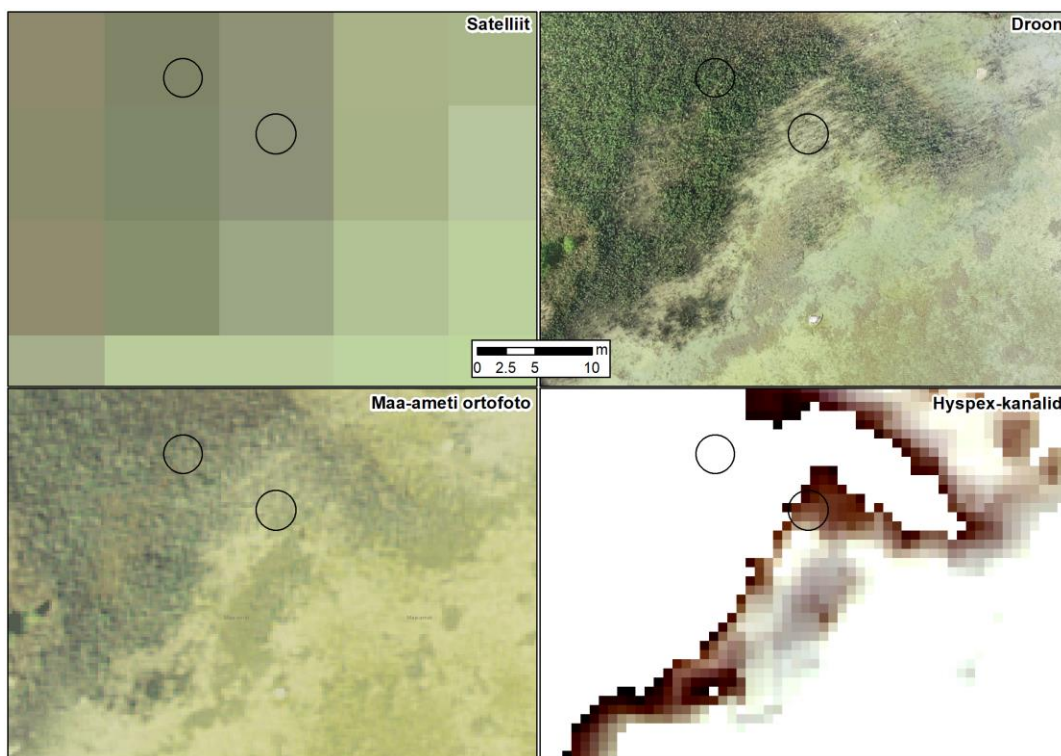 Satelliit
Droon
m
0 2.5 5 10
Maa-ameti ortofoto
Hyspex-kanalid